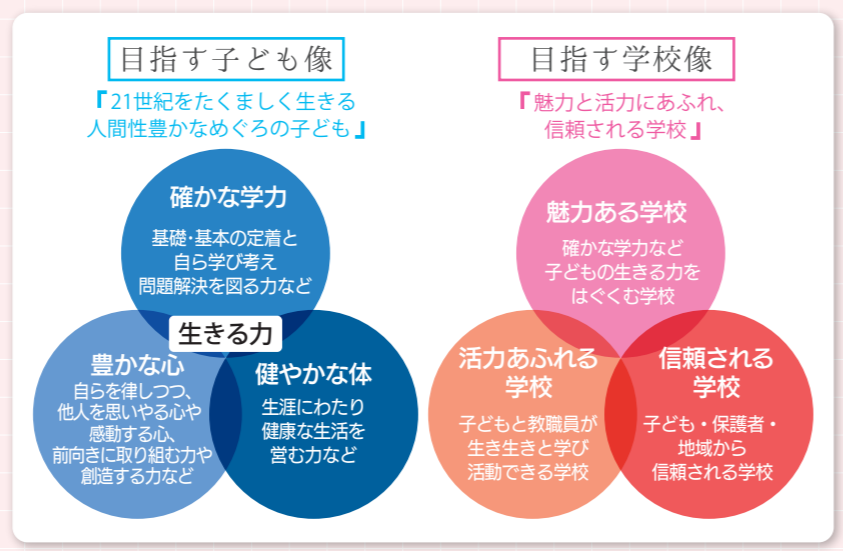 目指す子ども像
『21世紀をたくましく生きる
人間性豊かなめぐろの子ども』
確かな学力
基礎・基本の定着と
自ら学び考え
問題解決を図る力など
生きる力
豊かな心
自らを律しつつ、
他人を思いやる心や
感動する心、
前向きに取り組む力や
創造する力など
健やかな体
生涯にわたり
健康な生活を
営む力など
目指す学校像
『魅力と活力にあふれ、
信頼される学校』
魅力ある学校
確かな学力など
子どもの生きる力を
はぐくむ学校
活力あふれる
学校
子どもと教職員が
生き生きと学び
活動できる学校
信頼される
学校
子ども・保護者・
地域から
信頼される学校